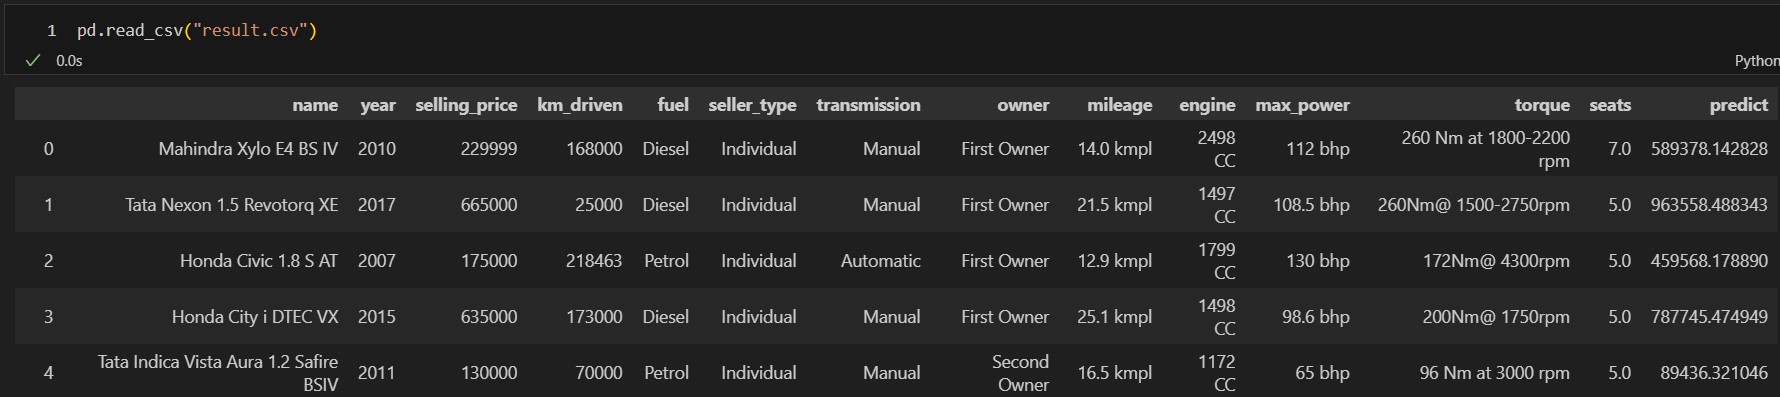 1 pd.read_csv("result.csv")
0.0s Python
name year selling_price km_driven fuel seller_type transmission owner mileage engine max_power torque seats predict
0 Mahindra Xylo E4 BS IV 2010 229999 168000 Diesel Individual Manual First Owner 14.0 kmpl 2498 CC 112 bhp 260 Nm at 1800-2200 rpm 7.0 589378.142828
1 Tata Nexon 1.5 Revotorq XE 2017 665000 25000 Diesel Individual Manual First Owner 21.5 kmpl 1497 CC 108.5 bhp 260Nm@ 1500-2750rpm 5.0 963558.488343
2 Honda Civic 1.8 S AT 2007 175000 218463 Petrol Individual Automatic First Owner 12.9 kmpl 1799 CC 130 bhp 172Nm@ 4300rpm 5.0 459568.178890
3 Honda City i DTEC VX 2015 635000 173000 Diesel Individual Manual First Owner 25.1 kmpl 1498 CC 98.6 bhp 200Nm@ 1750rpm 5.0 787745.474949
4 Tata Indica Vista Aura 1.2 Safire BSIV 2011 130000 70000 Petrol Individual Manual Second Owner 16.5 kmpl 1172 CC 65 bhp 96 Nm at 3000 rpm 5.0 89436.321046